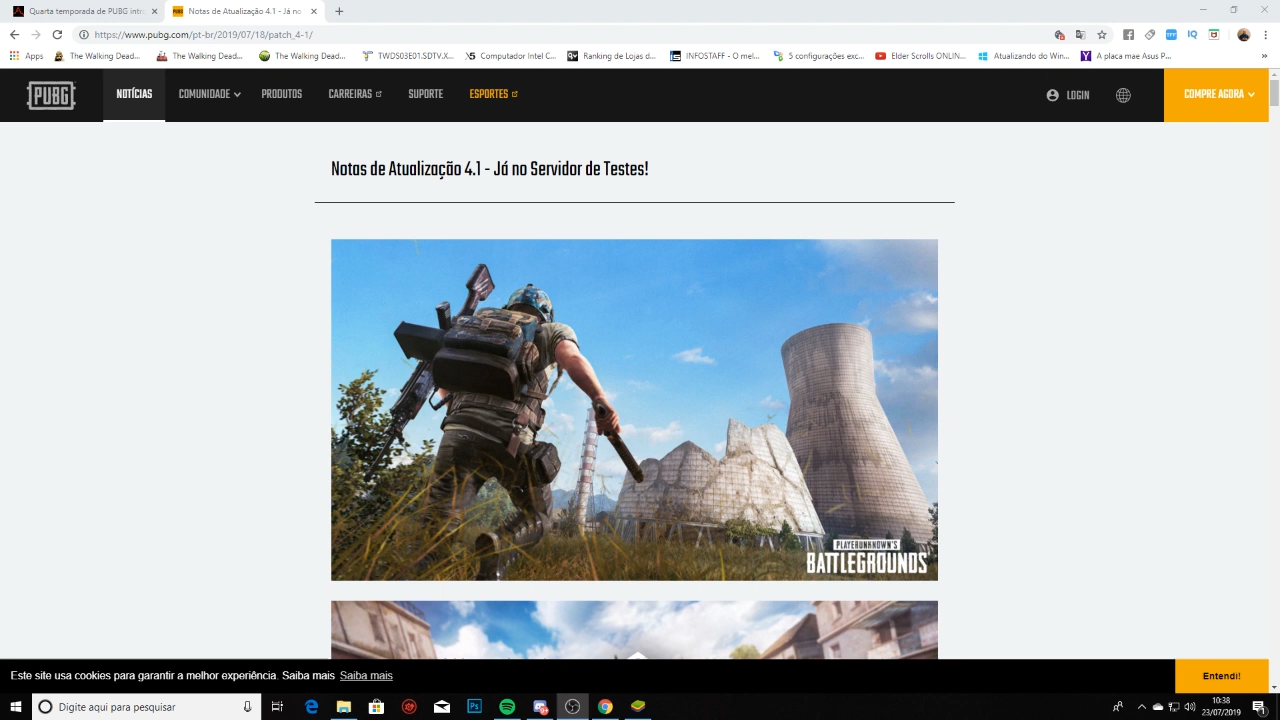 Quarta temporada de PUBG intro
Notas de Atualização 4.1 - Já no
https://www.pubg.com/pt-br/2019/07/18/patch_4-1/
Apps
The Walking Dead...
The Walking Dead...
The Walking Dead...
TWDS03E01.SDTV.X...
Computador Intel C...
Ranking de Lojas d...
INFOSTAFF - O mel...
5 configurações exc...
Elder Scrolls ONLIN...
Atualizando do Win...
A placa mae Asus P...
»
PUBG
NOTÍCIAS
COMUNIDADE
PRODUTOS
CARREIRAS
SUPORTE
ESPORTES
LOGIN
COMPRE AGORA
Notas de Atualização 4.1 - Já no Servidor de Testes!
PLAYERUNKNOWN'S
BATTLEGROUNDS
Este site usa cookies para garantir a melhor experiência. Saiba mais Saiba mais
Entendi!
Digite aqui para pesquisar
10:38
23/07/2019